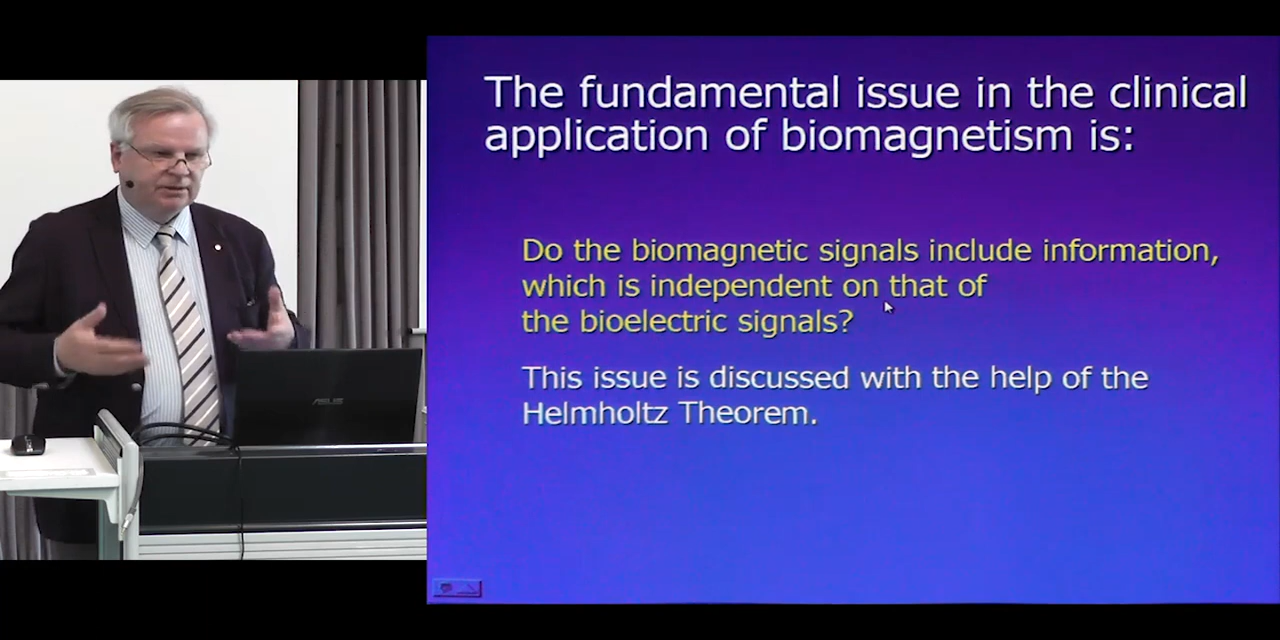 The fundamental issue in the clinical
application of biomagnetism is:
Do the biomagnetic signals include information,
which is independent on that of
the bioelectric signals?
This issue is discussed with the help of the
Helmholtz Theorem.
ASUS